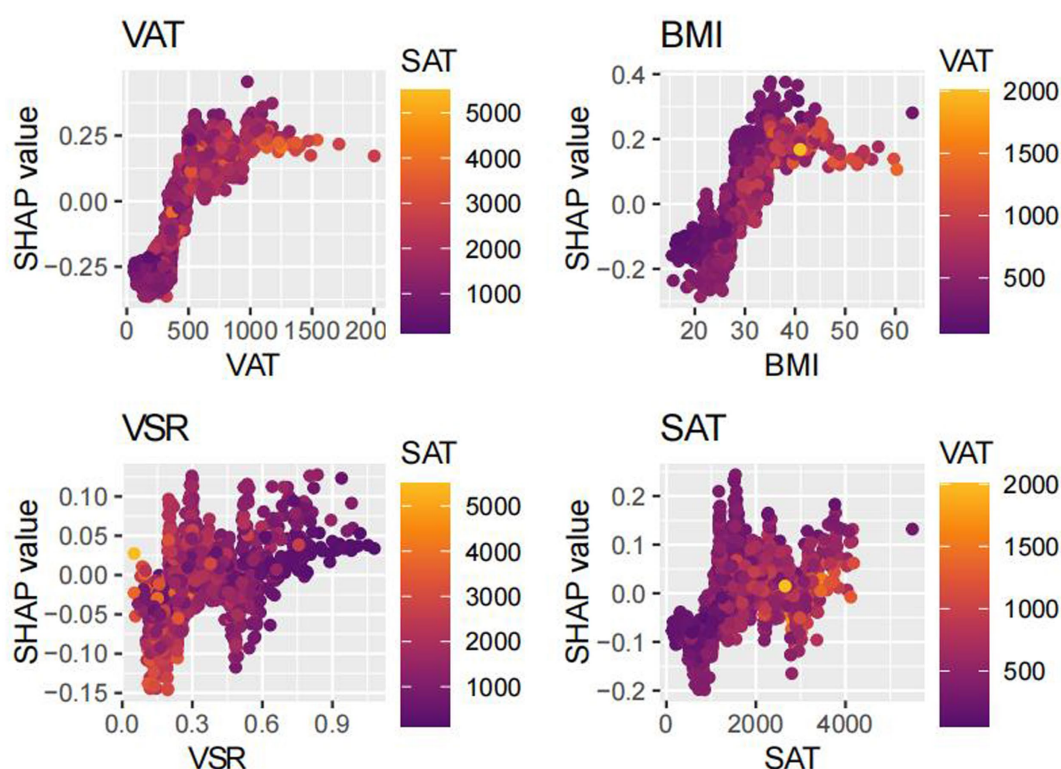 VAT
SAT
SHAP value
0.25
0.00
−0.25
0 500 1000 1500 200
VAT
5000
4000
3000
2000
1000
BMI
VAT
SHAP value
0.4
0.2
0.0
−0.2
20 30 40 50 60
BMI
2000
1500
1000
500
VSR
SAT
SHAP value
0.10
0.05
0.00
−0.05
−0.10
−0.15
0.0 0.3 0.6 0.9
VSR
5000
4000
3000
2000
1000
SAT
VAT
SHAP value
0.2
0.1
0.0
−0.1
−0.2
0 2000 4000
SAT
2000
1500
1000
500